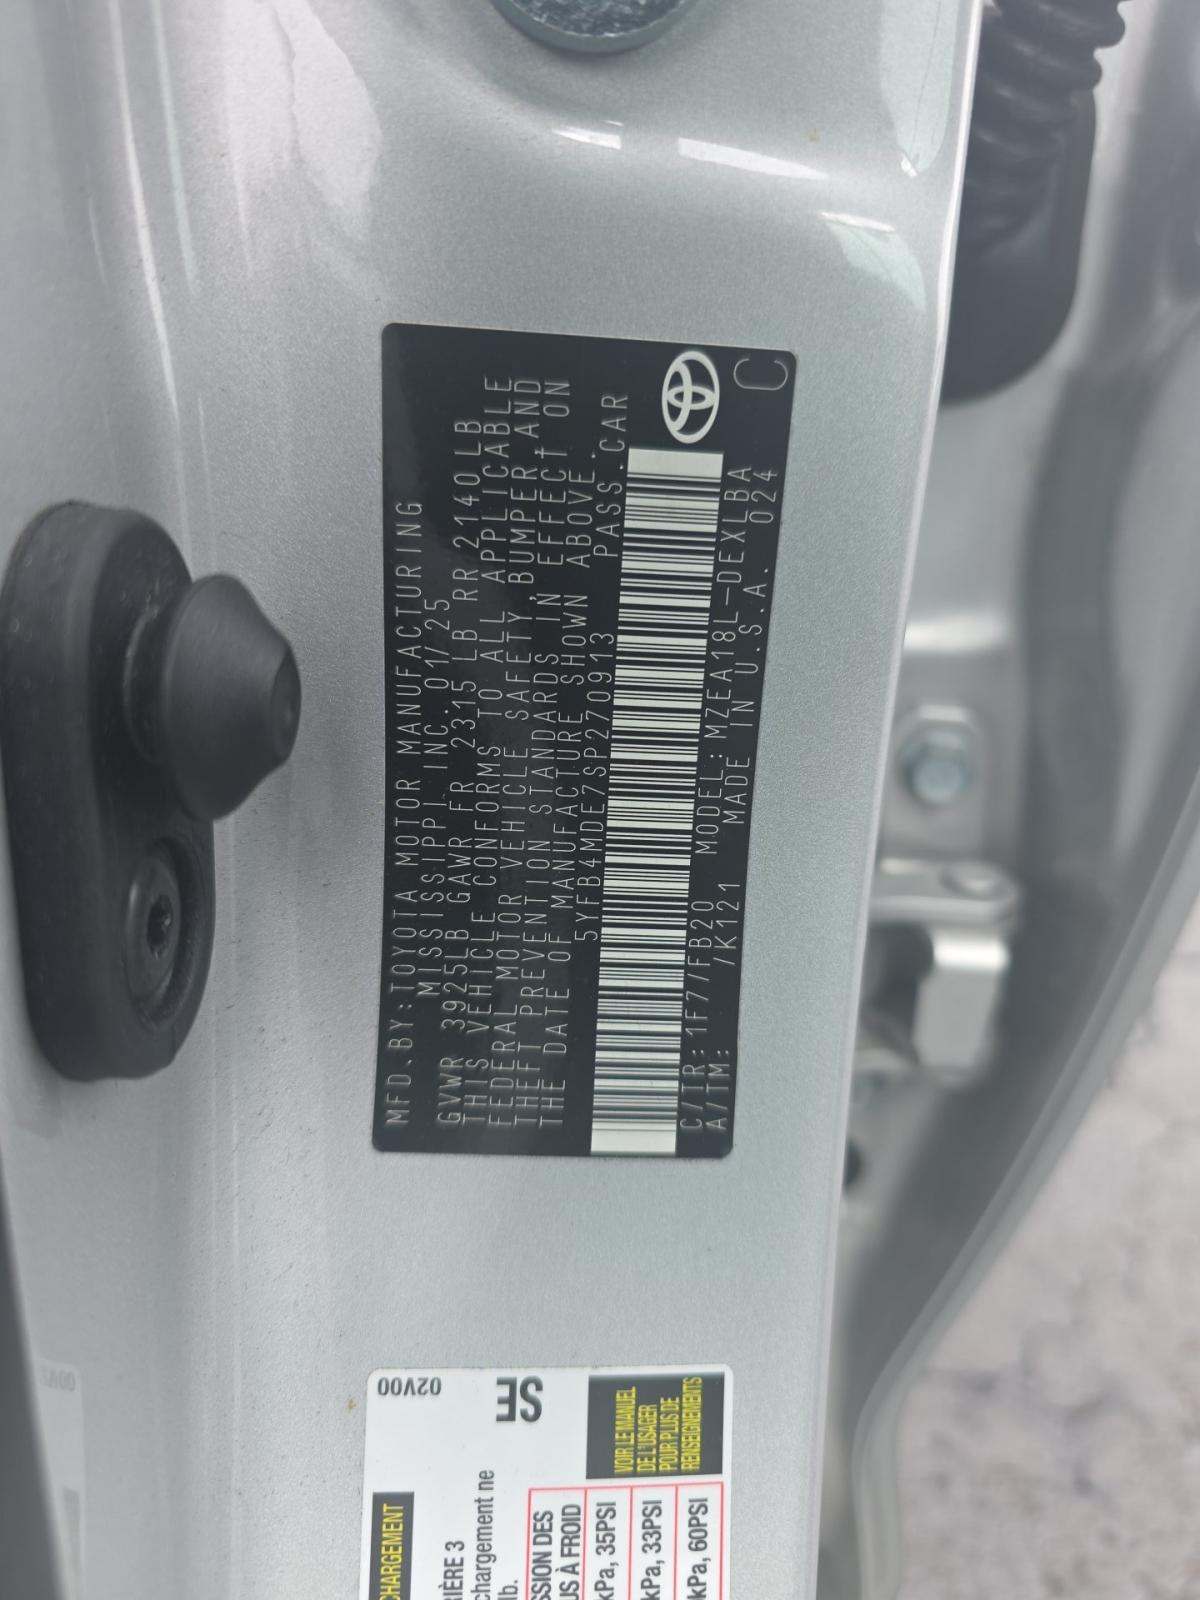 MFD.BY:TOYOTA MOTOR MANUFACTURING
MISSISSIPPI INC. 01/25
GVWR 3925LB GAWR FR 2315 LB RR 2140LB
THIS VEHICLE CONFORMS TO ALL APPLICABLE
FEDERAL MOTOR VEHICLE SAFETY, BUMPER, AND
THEFT PREVENTION STANDARDS IN EFFECT ON
THE DATE OF MANUFACTURE SHOWN ABOVE.
5YFB4MDE7SP270913 PASS.CAR
C/TR: 1F7/FB20 MODEL: MZEA18L-DEXLBA
A/TM: /K121 MADE IN U.S.A. 024
C
02V00
SE
VOIR LE MANUEL
DE L'USAGER
POUR PLUS DE
RENSEIGNEMENTS
CHARGEMENT
RIÈRE 3
chargement ne
lb.
SSION DES
US À FROID
kPa, 35PSI
kPa, 33PSI
kPa, 60PSI